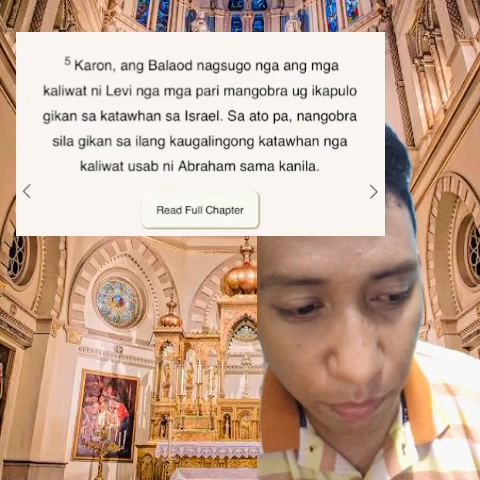 5 Karon, ang Balaod nagsugo nga ang mga
kaliwat ni Levi nga mga pari mangobra ug ikapulo
gikan sa katawhan sa Israel. Sa ato pa, nangobra
sila gikan sa ilang kaugalingong katawhan nga
kaliwat usab ni Abraham sama kanila.
Read Full Chapter